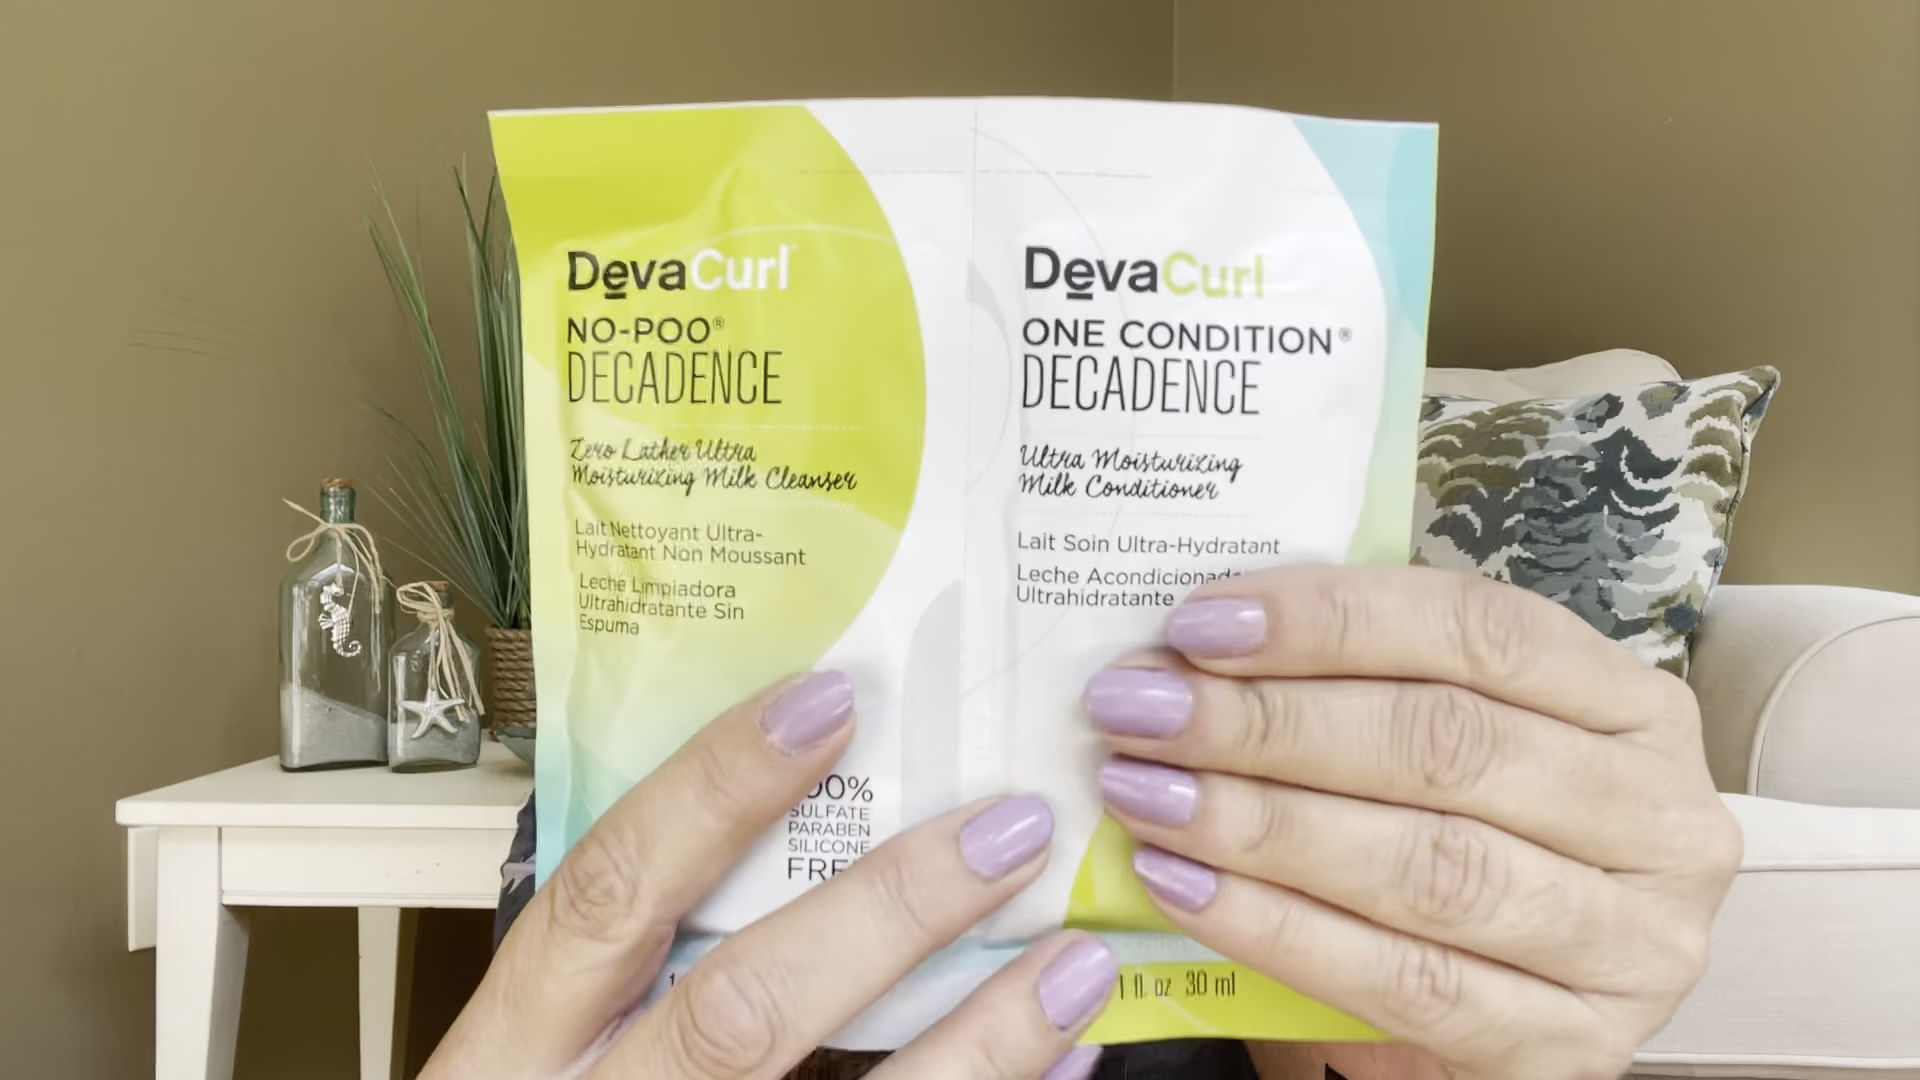 DevaCurl
NO-POO®
DECADENCE
Zero Lather Ultra
Moisturizing Milk Cleanser
Lait Nettoyant Ultra-
Hydratant Non Moussant
Leche Limpiadora
Ultrahidratante Sin
Espuma
SULFATE
PARABEN
SILICONE
DevaCurl
ONE CONDITION®
DECADENCE
Ultra Moisturizing
Milk Conditioner
Lait Soin Ultra-Hydratant
Leche
Ultrahidratante
1 fl. oz 30 ml